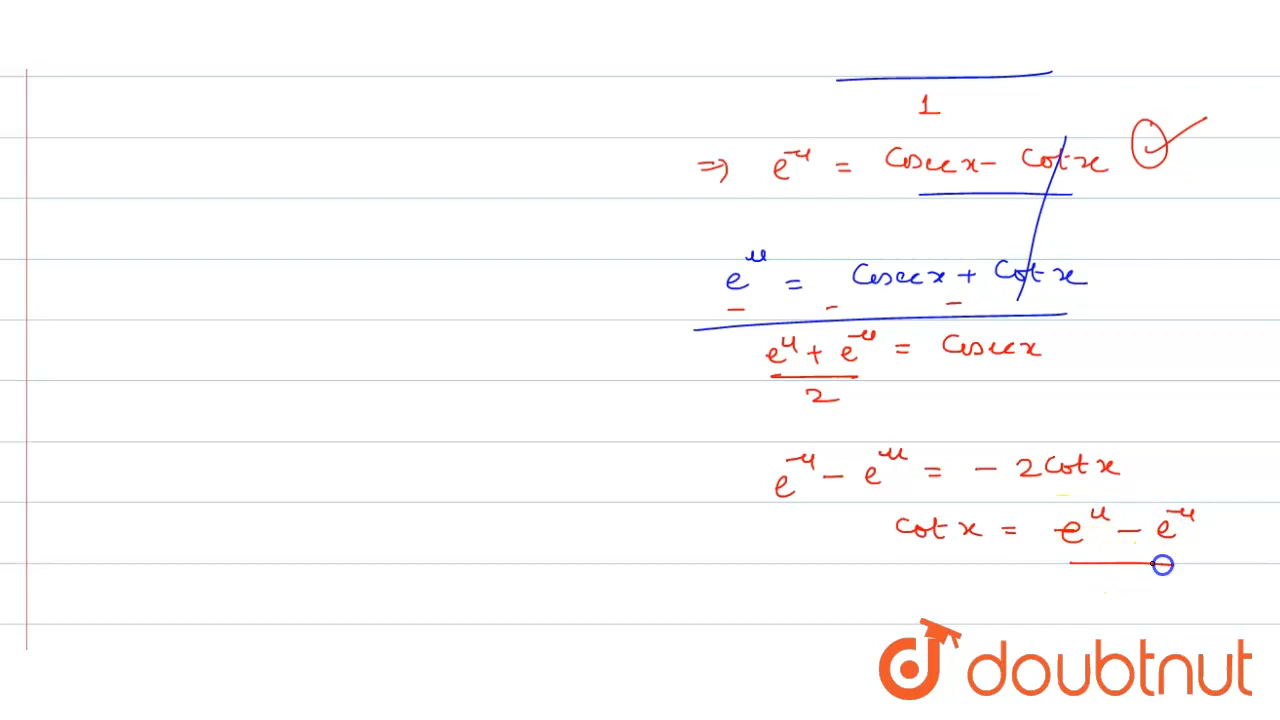 1
⇒ e^-u = Cosec x - Cot x
e^u = Cosec x + Cot x
- - -
e^u + e^-u = Cosec x
2
e^-u - e^u = - 2 Cot x
Cot x = e^u - e^-u
doubtnut